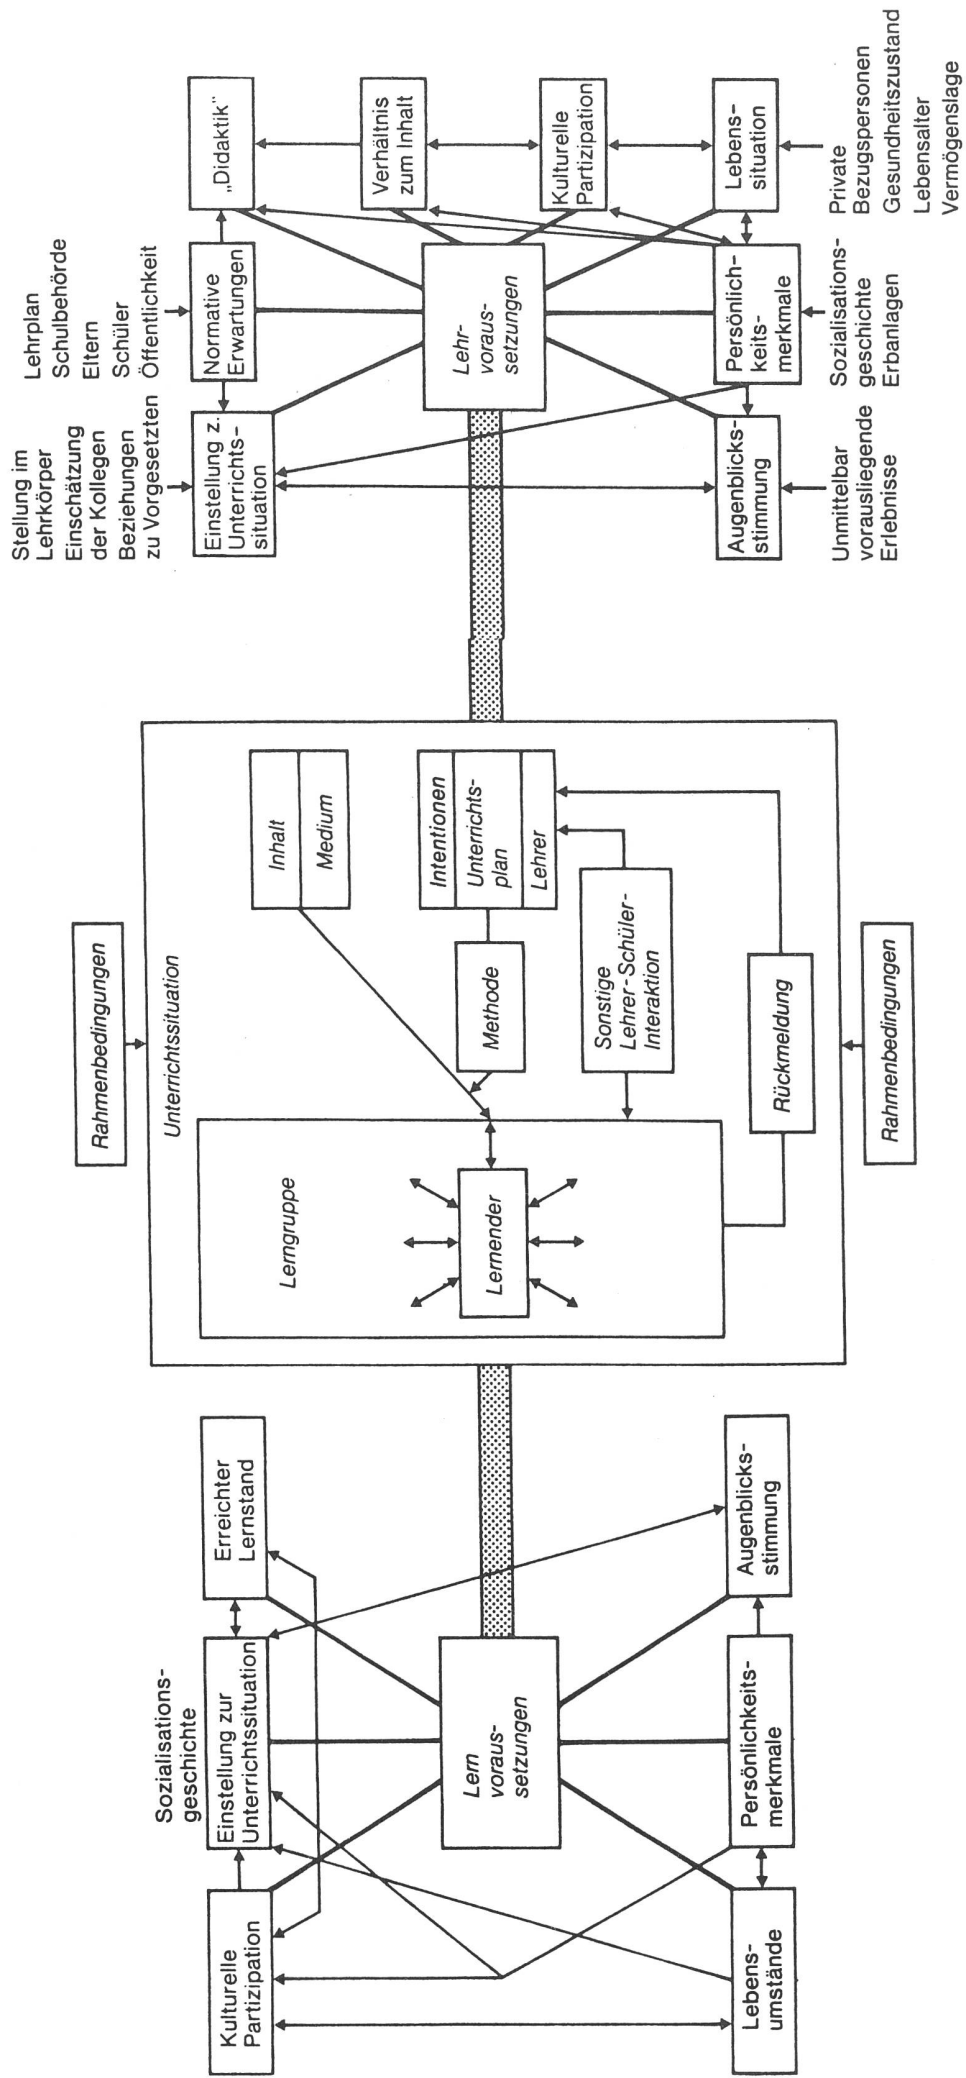 Sozialisations-
geschichte
Kulturelle
Partizipation
Einstellung zur
Unterrichtssituation
Erreichter
Lernstand
Lern
voraus-
setzungen
Lebens-
umstände
Persönlichkeits-
merkmale
Augenblicks-
stimmung
Rahmenbedingungen
Unterrichtssituation
Lerngruppe
Lernender
Inhalt
Medium
Methode
Intentionen
Unterrichts-
plan
Lehrer
Sonstige
Lehrer-Schüler-
Interaktion
Rückmeldung
Rahmenbedingungen
Stellung im
Lehrkörper
Einschätzung
der Kollegen
Beziehungen
zu Vorgesetzten
Lehrplan
Schulbehörde
Eltern
Schüler
Öffentlichkeit
Einstellung z.
Unterrichts-
situation
Normative
Erwartungen
„Didaktik"
Verhältnis
zum Inhalt
Kulturelle
Partizipation
Lehr-
voraus-
setzungen
Augenblicks-
stimmung
Persönlich-
keits-
merkmale
Lebens-
situation
Unmittelbar
vorausliegende
Erlebnisse
Sozialisations-
geschichte
Erbanlagen
Private
Bezugspersonen
Gesundheitszustand
Lebensalter
Vermögenslage